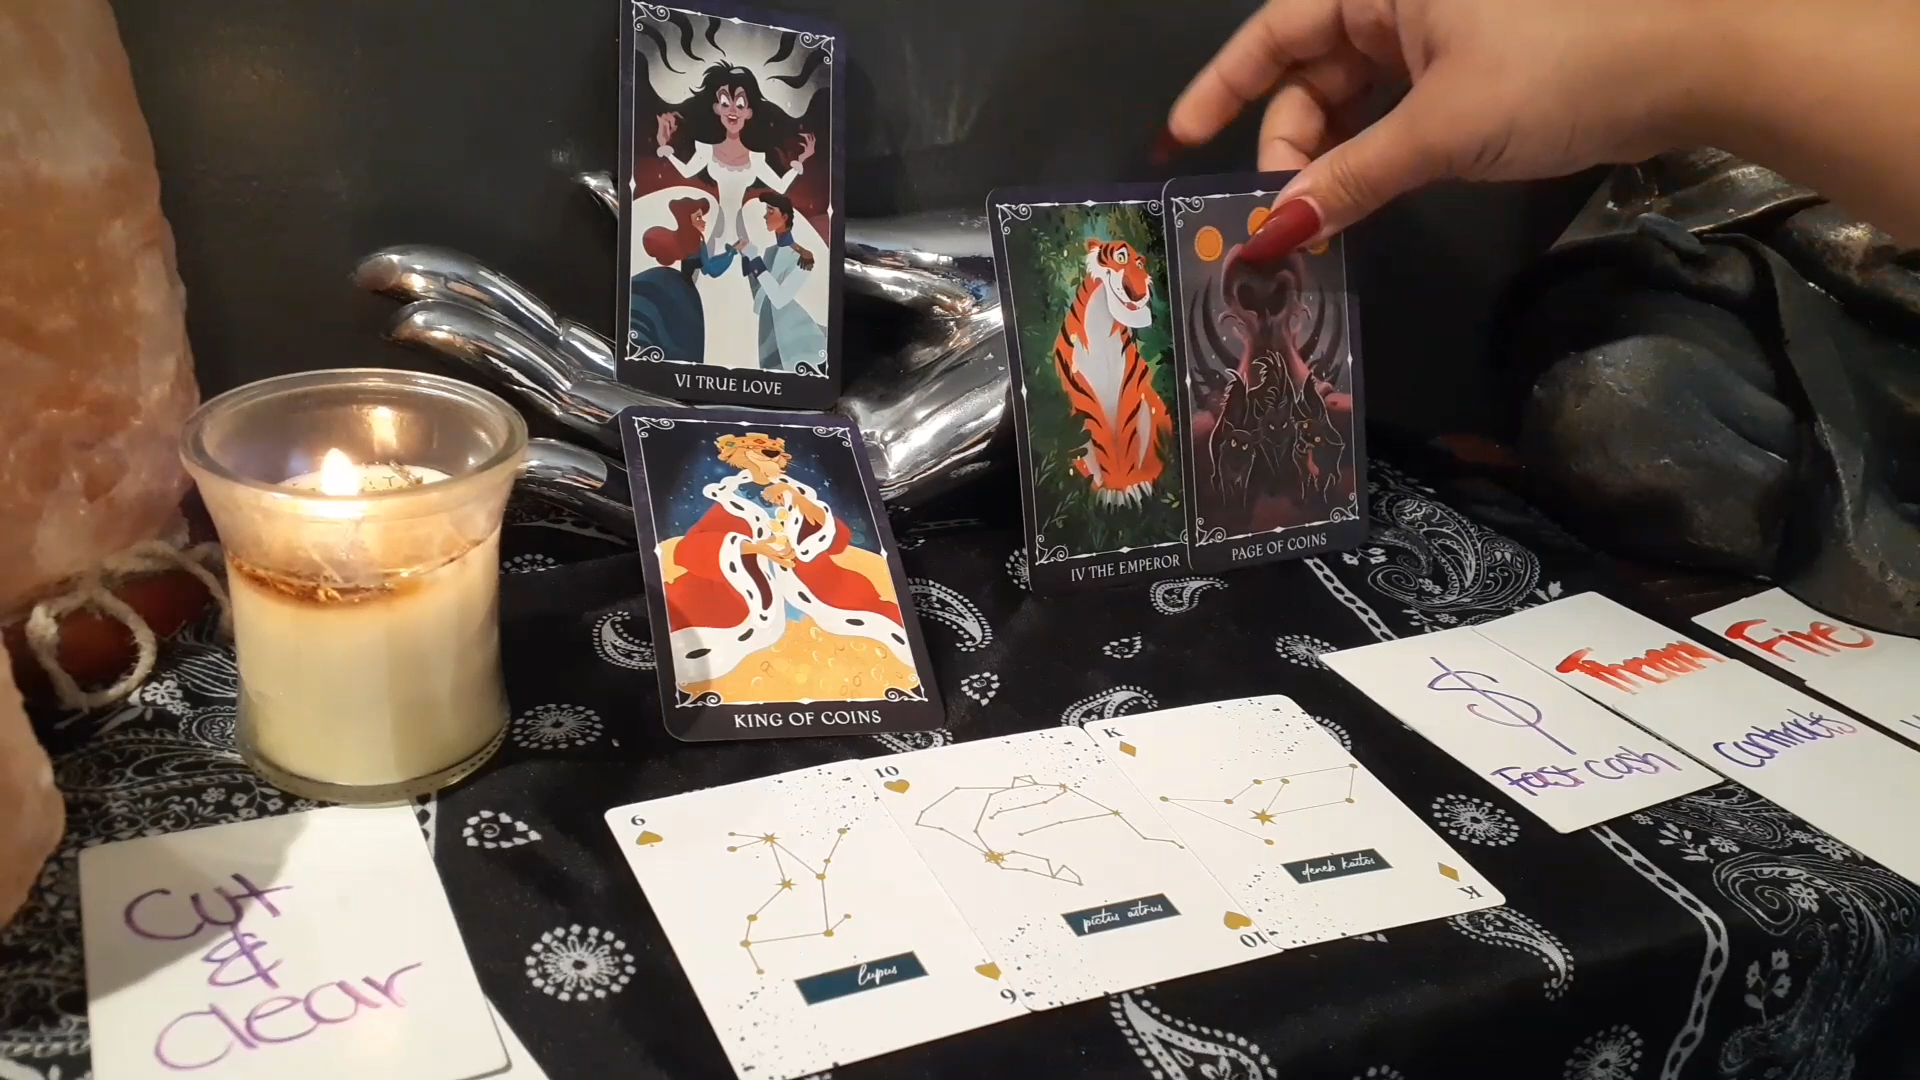 VI TRUE LOVE
KING OF COINS
IV THE EMPEROR
PAGE OF COINS
Cut
&
Clear
6
lupus
6
10
pictus astrus
10
K
deneb kaitos
K
$
Fast cash
contracts
Fire